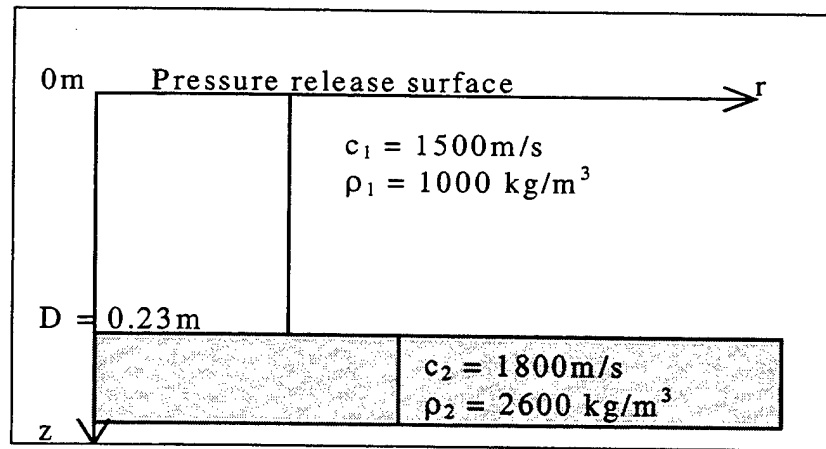 0m Pressure release surface r
c₁ = 1500m/s
ρ₁ = 1000 kg/m³
D = 0.23m
c₂ = 1800m/s
ρ₂ = 2600 kg/m³
z